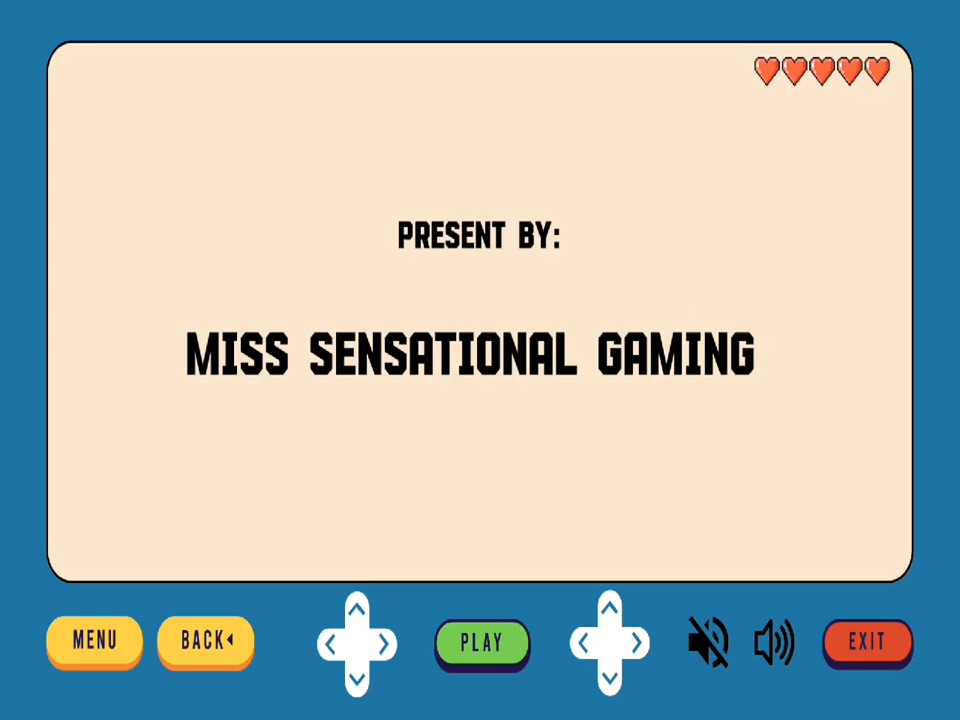 PRESENT BY:
MISS SENSATIONAL GAMING
MENU
BACK
PLAY
EXIT